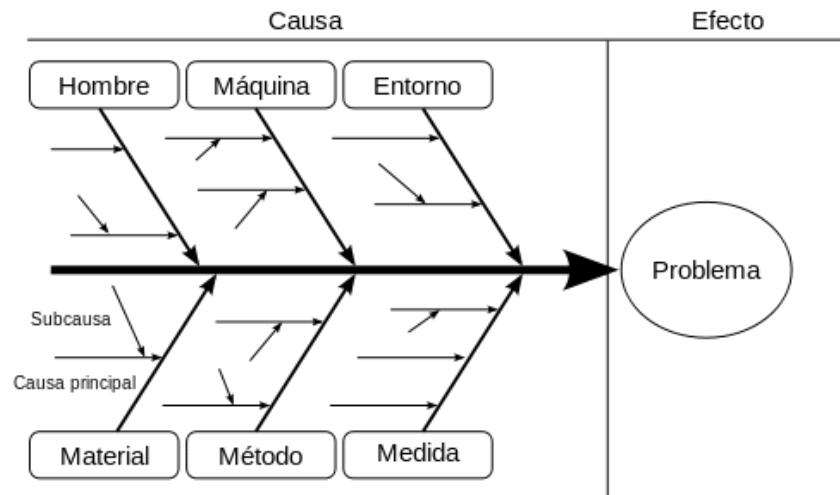 Causa
Efecto
Hombre
Máquina
Entorno
Problema
Subcausa
Causa principal
Material
Método
Medida